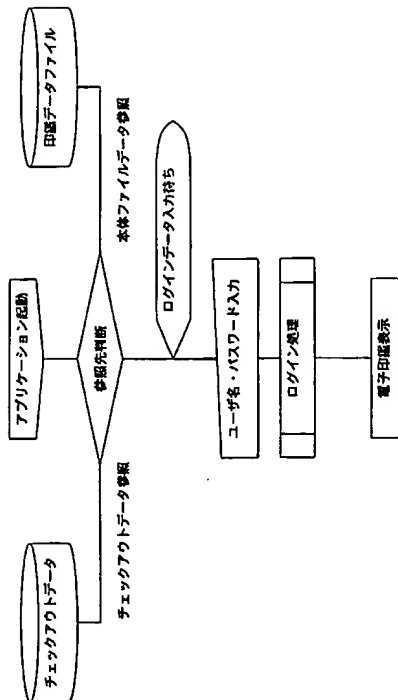 アプリケーション起動
チェックアウトデータ
参照先判断
印鑑データファイル
チェックアウトデータ参照
本体ファイルデータ参照
ログインデータ入力待ち
ユーザ名・パスワード入力
ログイン処理
電子印鑑表示